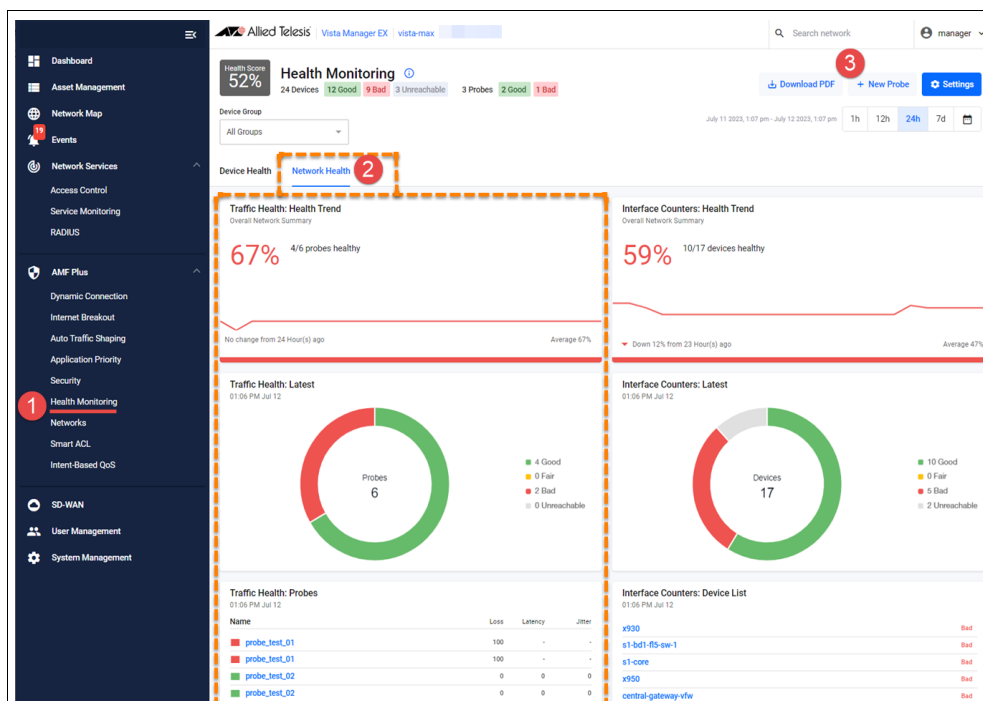 Allied Telesis Vista Manager EX vista-max
Search network
manager
Dashboard
Asset Management
Network Map
19
Events
Network Services
Access Control
Service Monitoring
RADIUS
AMF Plus
Dynamic Connection
Internet Breakout
Auto Traffic Shaping
Application Priority
Security
1
Health Monitoring
Networks
Smart ACL
Intent-Based QoS
SD-WAN
User Management
System Management
Health Score
52%
Health Monitoring
24 Devices 12 Good 9 Bad 3 Unreachable 3 Probes 2 Good 1 Bad
3
Download PDF + New Probe Settings
Device Group
All Groups
July 11 2023, 1:07 pm - July 12 2023, 1:07 pm 1h 12h 24h 7d
Device Health Network Health 2
Traffic Health: Health Trend
Overall Network Summary
67% 4/6 probes healthy
No change from 24 Hour(s) ago Average 67%
Interface Counters: Health Trend
Overall Network Summary
59% 10/17 devices healthy
Down 12% from 23 Hour(s) ago Average 47%
Traffic Health: Latest
01:06 PM Jul 12
Probes
6
4 Good
0 Fair
2 Bad
0 Unreachable
Interface Counters: Latest
01:06 PM Jul 12
Devices
17
10 Good
0 Fair
5 Bad
2 Unreachable
Traffic Health: Probes
01:06 PM Jul 12
Name Loss Latency Jitter
probe_test_01 100 - -
probe_test_01 100 - -
probe_test_02 0 0 0
probe_test_02 0 0 0
Interface Counters: Device List
01:06 PM Jul 12
x930 Bad
s1-bd1-fl5-sw-1 Bad
s1-core Bad
x950 Bad
central-gateway-vfw Bad